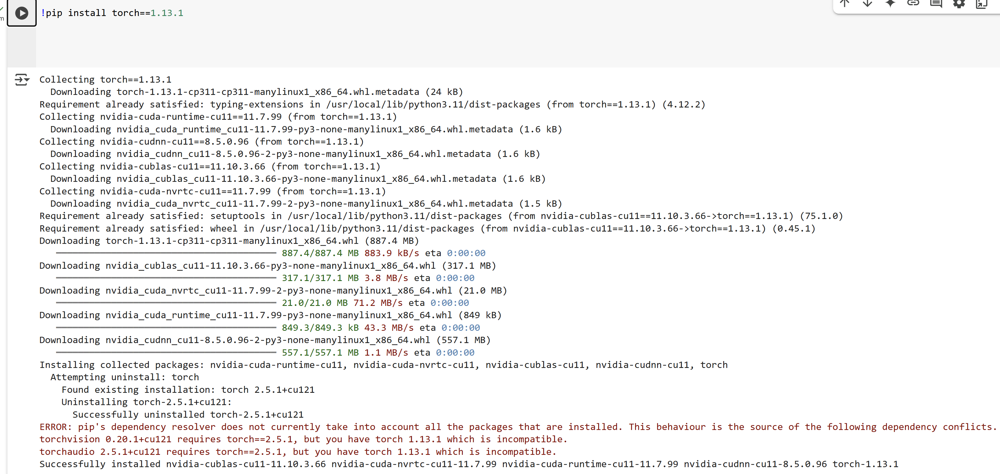 !pip install torch==1.13.1
m
Collecting torch==1.13.1
Downloading torch-1.13.1-cp311-cp311-manylinux1_x86_64.whl.metadata (24 kB)
Requirement already satisfied: typing-extensions in /usr/local/lib/python3.11/dist-packages (from torch==1.13.1) (4.12.2)
Collecting nvidia-cuda-runtime-cu11==11.7.99 (from torch==1.13.1)
Downloading nvidia_cuda_runtime_cu11-11.7.99-py3-none-manylinux1_x86_64.whl.metadata (1.6 kB)
Collecting nvidia-cudnn-cu11==8.5.0.96 (from torch==1.13.1)
Downloading nvidia_cudnn_cu11-8.5.0.96-2-py3-none-manylinux1_x86_64.whl.metadata (1.6 kB)
Collecting nvidia-cublas-cu11==11.10.3.66 (from torch==1.13.1)
Downloading nvidia_cublas_cu11-11.10.3.66-py3-none-manylinux1_x86_64.whl.metadata (1.6 kB)
Collecting nvidia-cuda-nvrtc-cu11==11.7.99 (from torch==1.13.1)
Downloading nvidia_cuda_nvrtc_cu11-11.7.99-2-py3-none-manylinux1_x86_64.whl.metadata (1.5 kB)
Requirement already satisfied: setuptools in /usr/local/lib/python3.11/dist-packages (from nvidia-cublas-cu11==11.10.3.66->torch==1.13.1) (75.1.0)
Requirement already satisfied: wheel in /usr/local/lib/python3.11/dist-packages (from nvidia-cublas-cu11==11.10.3.66->torch==1.13.1) (0.45.1)
Downloading torch-1.13.1-cp311-cp311-manylinux1_x86_64.whl (887.4 MB)
887.4/887.4 MB 883.9 kB/s eta 0:00:00
Downloading nvidia_cublas_cu11-11.10.3.66-py3-none-manylinux1_x86_64.whl (317.1 MB)
317.1/317.1 MB 3.8 MB/s eta 0:00:00
Downloading nvidia_cuda_nvrtc_cu11-11.7.99-2-py3-none-manylinux1_x86_64.whl (21.0 MB)
21.0/21.0 MB 71.2 MB/s eta 0:00:00
Downloading nvidia_cuda_runtime_cu11-11.7.99-py3-none-manylinux1_x86_64.whl (849 kB)
849.3/849.3 kB 43.3 MB/s eta 0:00:00
Downloading nvidia_cudnn_cu11-8.5.0.96-2-py3-none-manylinux1_x86_64.whl (557.1 MB)
557.1/557.1 MB 1.1 MB/s eta 0:00:00
Installing collected packages: nvidia-cuda-runtime-cu11, nvidia-cuda-nvrtc-cu11, nvidia-cublas-cu11, nvidia-cudnn-cu11, torch
Attempting uninstall: torch
Found existing installation: torch 2.5.1+cu121
Uninstalling torch-2.5.1+cu121:
Successfully uninstalled torch-2.5.1+cu121
ERROR: pip's dependency resolver does not currently take into account all the packages that are installed. This behaviour is the source of the following dependency conflicts.
torchvision 0.20.1+cu121 requires torch==2.5.1, but you have torch 1.13.1 which is incompatible.
torchaudio 2.5.1+cu121 requires torch==2.5.1, but you have torch 1.13.1 which is incompatible.
Successfully installed nvidia-cublas-cu11-11.10.3.66 nvidia-cuda-nvrtc-cu11-11.7.99 nvidia-cuda-runtime-cu11-11.7.99 nvidia-cudnn-cu11-8.5.0.96 torch-1.13.1